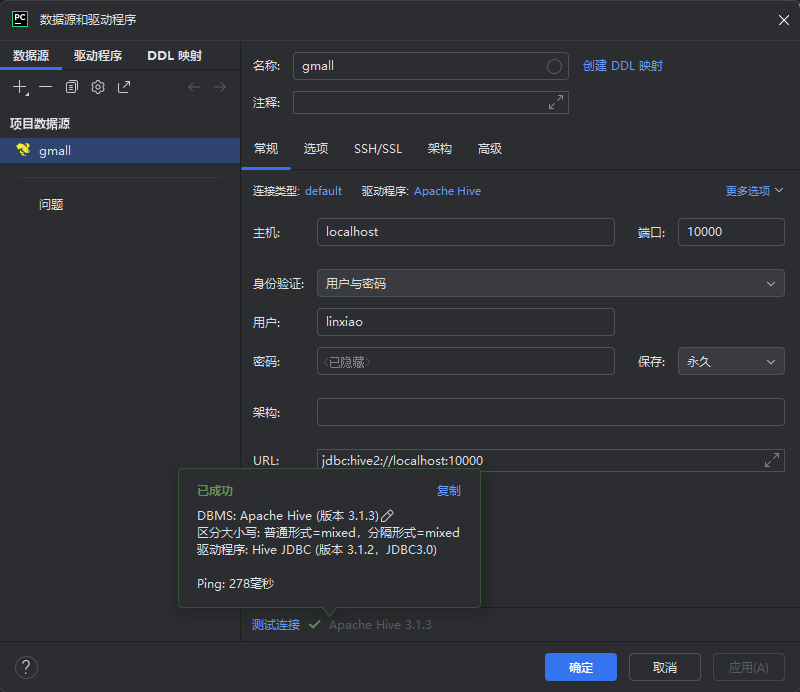 PC 数据源和驱动程序
数据源 驱动程序 DDL 映射
项目数据源
gmall
问题
名称: gmall 创建 DDL 映射
注释:
常规 选项 SSH/SSL 架构 高级
连接类型: default 驱动程序: Apache Hive 更多选项
主机: localhost 端口: 10000
身份验证: 用户与密码
用户: linxiao
密码: <已隐藏> 保存: 永久
架构:
URL: jdbc:hive2://localhost:10000
已成功 复制
DBMS: Apache Hive (版本 3.1.3)
区分大小写: 普通形式=mixed，分隔形式=mixed
驱动程序: Hive JDBC (版本 3.1.2，JDBC3.0)
Ping: 278毫秒
测试连接 Apache Hive 3.1.3
? 确定 取消 应用(A)